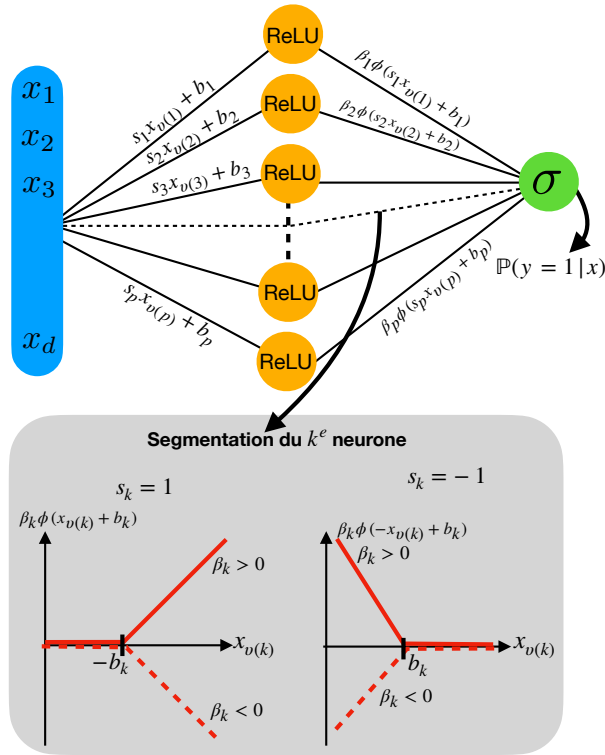 x_1
x_2
x_3
x_d
ReLU
ReLU
ReLU
ReLU
ReLU
s_1 x_{υ(1)} + b_1
s_2 x_{υ(2)} + b_2
s_3 x_{υ(3)} + b_3
s_p x_{υ(p)} + b_p
β_1 ϕ(s_1 x_{υ(1)} + b_1)
β_2 ϕ(s_2 x_{υ(2)} + b_2)
β_p ϕ(s_p x_{υ(p)} + b_p)
σ
ℙ(y = 1 | x)
Segmentation du k^e neurone
s_k = 1
β_k ϕ(x_{υ(k)} + b_k)
β_k > 0
−b_k
x_{υ(k)}
β_k < 0
s_k = − 1
β_k ϕ(−x_{υ(k)} + b_k)
β_k > 0
b_k
x_{υ(k)}
β_k < 0